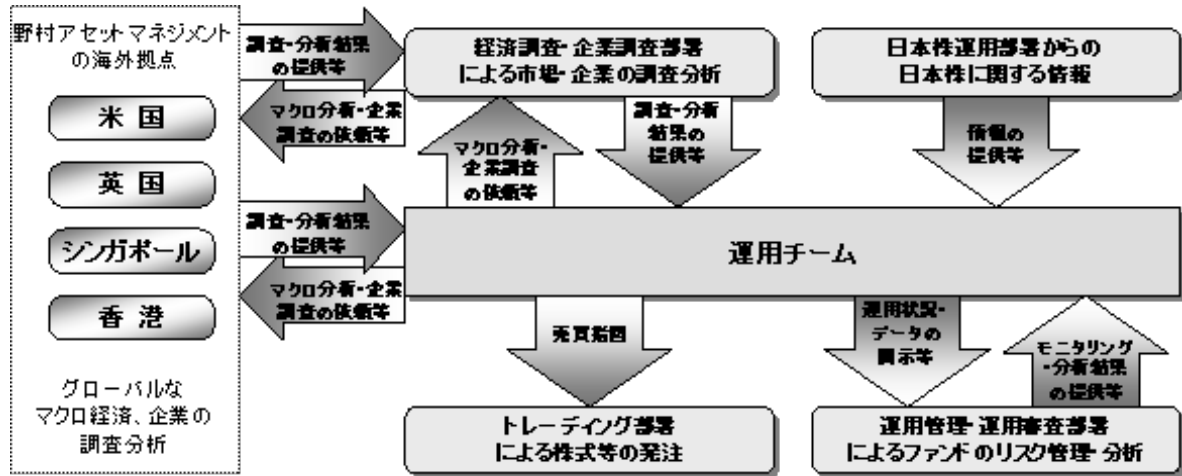 野村アセットマネジメント
の海外拠点
米国
英国
シンガポール
香港
グローバルな
マクロ経済、企業の
調査分析
調査・分析結果
の提供等
マクロ分析・企業
調査の依頼等
調査・分析結果
の提供等
マクロ分析・企業
調査の依頼等
経済調査・企業調査部署
による市場・企業の調査分析
日本株運用部署からの
日本株に関する情報
マクロ分析・
企業調査
の依頼等
調査・分析
結果の
提供等
情報の
提供等
運用チーム
売買指図
運用状況・
データの
開示等
モニタリング
・分析結果
の提供等
トレーディング部署
による株式等の発注
運用管理・運用審査部署
によるファンドのリスク管理・分析